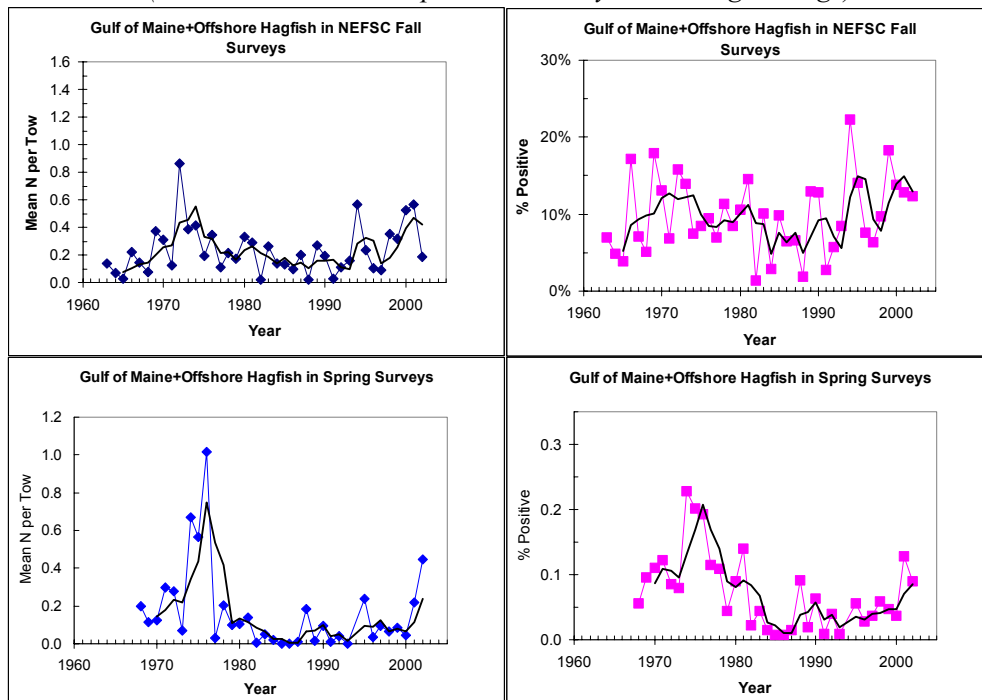 Gulf of Maine+Offshore Hagfish in NEFSC Fall
Surveys
Mean N per Tow
1.6
1.4
1.2
1.0
0.8
0.6
0.4
0.2
0.0
1960 1970 1980 1990 2000
Year
Gulf of Maine+Offshore Hagfish in NEFSC Fall
Surveys
% Positive
30%
20%
10%
0%
1960 1970 1980 1990 2000
Year
Gulf of Maine+Offshore Hagfish in Spring Surveys
Mean N per Tow
1.2
1.0
0.8
0.6
0.4
0.2
0.0
1960 1970 1980 1990 2000
Year
Gulf of Maine+Offshore Hagfish in Spring Surveys
% Positive
0.3
0.2
0.1
0.0
1960 1970 1980 1990 2000
Year